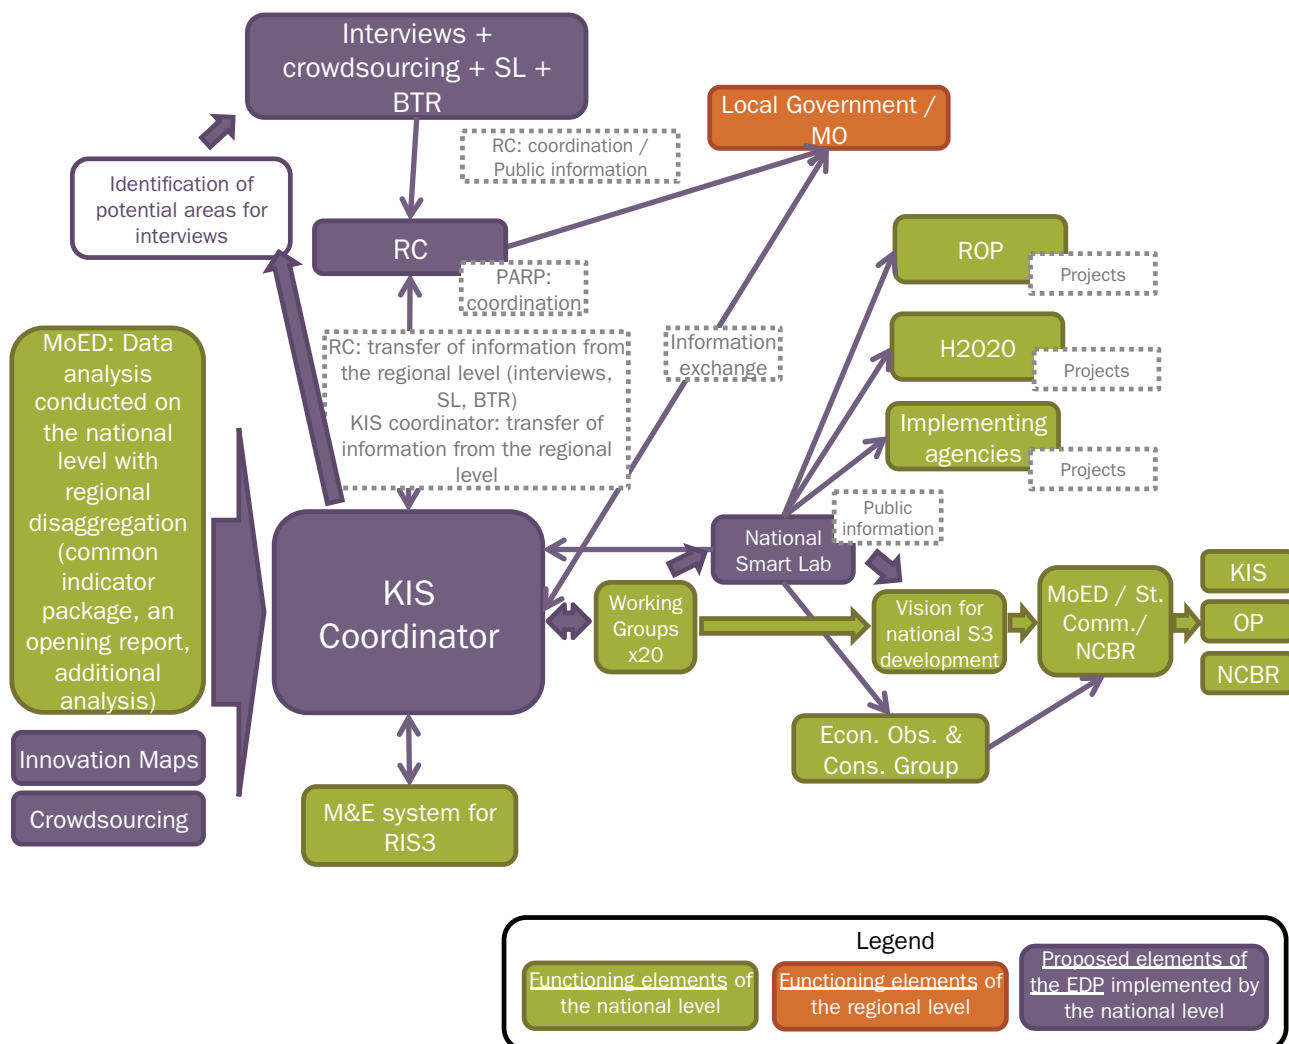 Interviews +
crowdsourcing + SL +
BTR
Local Government /
MO
RC: coordination /
Public information
Identification of
potential areas for
interviews
RC
PARP:
coordination
ROP
Projects
H2020
Projects
Implementing
agencies
Projects
MoED: Data
analysis
conducted on
the national
level with
regional
disaggregation
(common
indicator
package, an
opening report,
additional
analysis)
RC: transfer of information from
the regional level (interviews,
SL, BTR)
KIS coordinator: transfer of
information from the regional
level
Information
exchange
Public
information
National
Smart Lab
KIS
Coordinator
Working
Groups
x20
Vision for
national S3
development
MoED / St.
Comm./
NCBR
KIS
OP
NCBR
Econ. Obs. &
Cons. Group
Innovation Maps
Crowdsourcing
M&E system for
RIS3
Legend
Functioning elements of
the national level
Functioning elements of
the regional level
Proposed elements of
the EDP implemented by
the national level